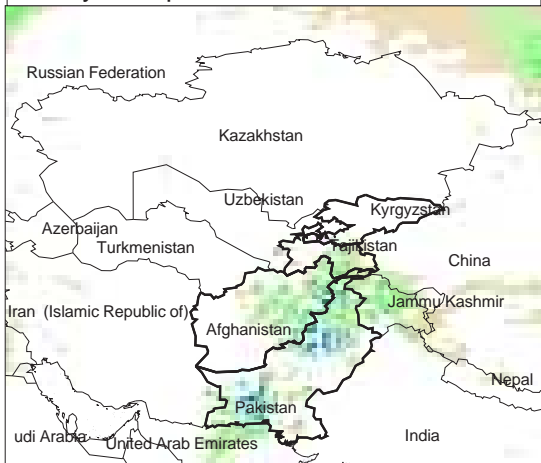 Russian Federation
Kazakhstan
Uzbekistan
Kyrgyzstan
Azerbaijan
Turkmenistan
Tajikistan
China
Iran (Islamic Republic of)
Jammu Kashmir
Afghanistan
Nepal
Pakistan
udi Arabia
United Arab Emirates
India